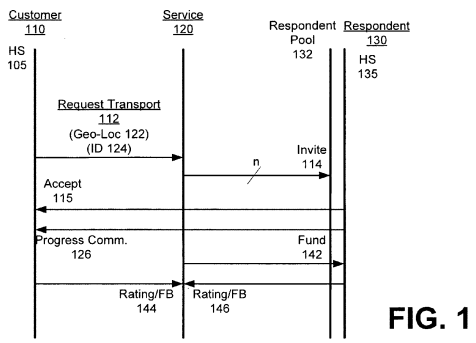 Customer
110
Service
120
Respondent
Pool
132
Respondent
130
HS
105
HS
135
Request Transport
112
(Geo-Loc 122)
(ID 124)
n
Invite
114
Accept
115
Progress Comm.
126
Fund
142
Rating/FB
144
Rating/FB
146
FIG. 1